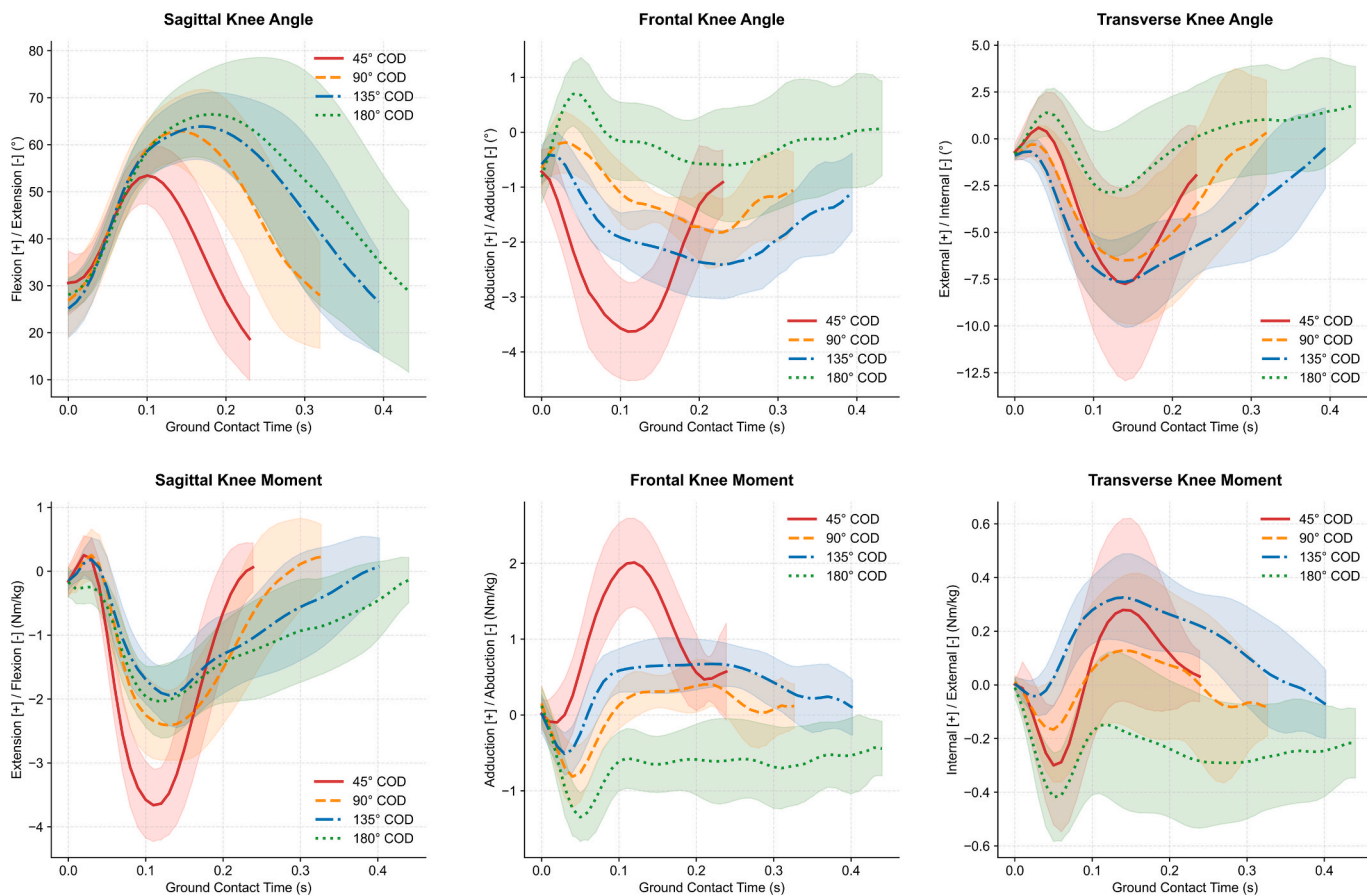 Sagittal Knee Angle
Flexion [+] / Extension [-] (°)
80
70
60
50
40
30
20
10
45° COD
90° COD
135° COD
180° COD
0.0 0.1 0.2 0.3 0.4
Ground Contact Time (s)
Frontal Knee Angle
Abduction [+] / Adduction [-] (°)
1
0
−1
−2
−3
−4
45° COD
90° COD
135° COD
180° COD
0.0 0.1 0.2 0.3 0.4
Ground Contact Time (s)
Transverse Knee Angle
External [+] / Internal [-] (°)
5.0
2.5
0.0
−2.5
−5.0
−7.5
−10.0
−12.5
45° COD
90° COD
135° COD
180° COD
0.0 0.1 0.2 0.3 0.4
Ground Contact Time (s)
Sagittal Knee Moment
Extension [+] / Flexion [-] (Nm/kg)
1
0
−1
−2
−3
−4
45° COD
90° COD
135° COD
180° COD
0.0 0.1 0.2 0.3 0.4
Ground Contact Time (s)
Frontal Knee Moment
Adduction [+] / Abduction [-] (Nm/kg)
2
1
0
−1
45° COD
90° COD
135° COD
180° COD
0.0 0.1 0.2 0.3 0.4
Ground Contact Time (s)
Transverse Knee Moment
Internal [+] / External [-] (Nm/kg)
0.6
0.4
0.2
0.0
−0.2
−0.4
−0.6
45° COD
90° COD
135° COD
180° COD
0.0 0.1 0.2 0.3 0.4
Ground Contact Time (s)